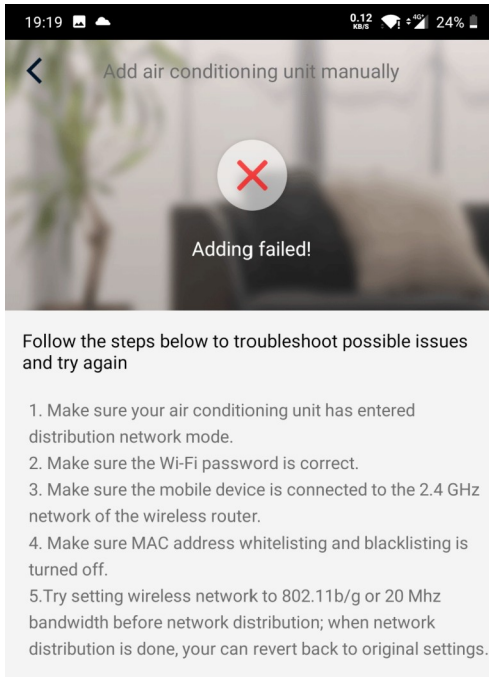 19:19 0.12 KB/S 4G+ 24%
Add air conditioning unit manually
Adding failed!
Follow the steps below to troubleshoot possible issues
and try again
1. Make sure your air conditioning unit has entered
distribution network mode.
2. Make sure the Wi-Fi password is correct.
3. Make sure the mobile device is connected to the 2.4 GHz
network of the wireless router.
4. Make sure MAC address whitelisting and blacklisting is
turned off.
5.Try setting wireless network to 802.11b/g or 20 Mhz
bandwidth before network distribution; when network
distribution is done, your can revert back to original settings.